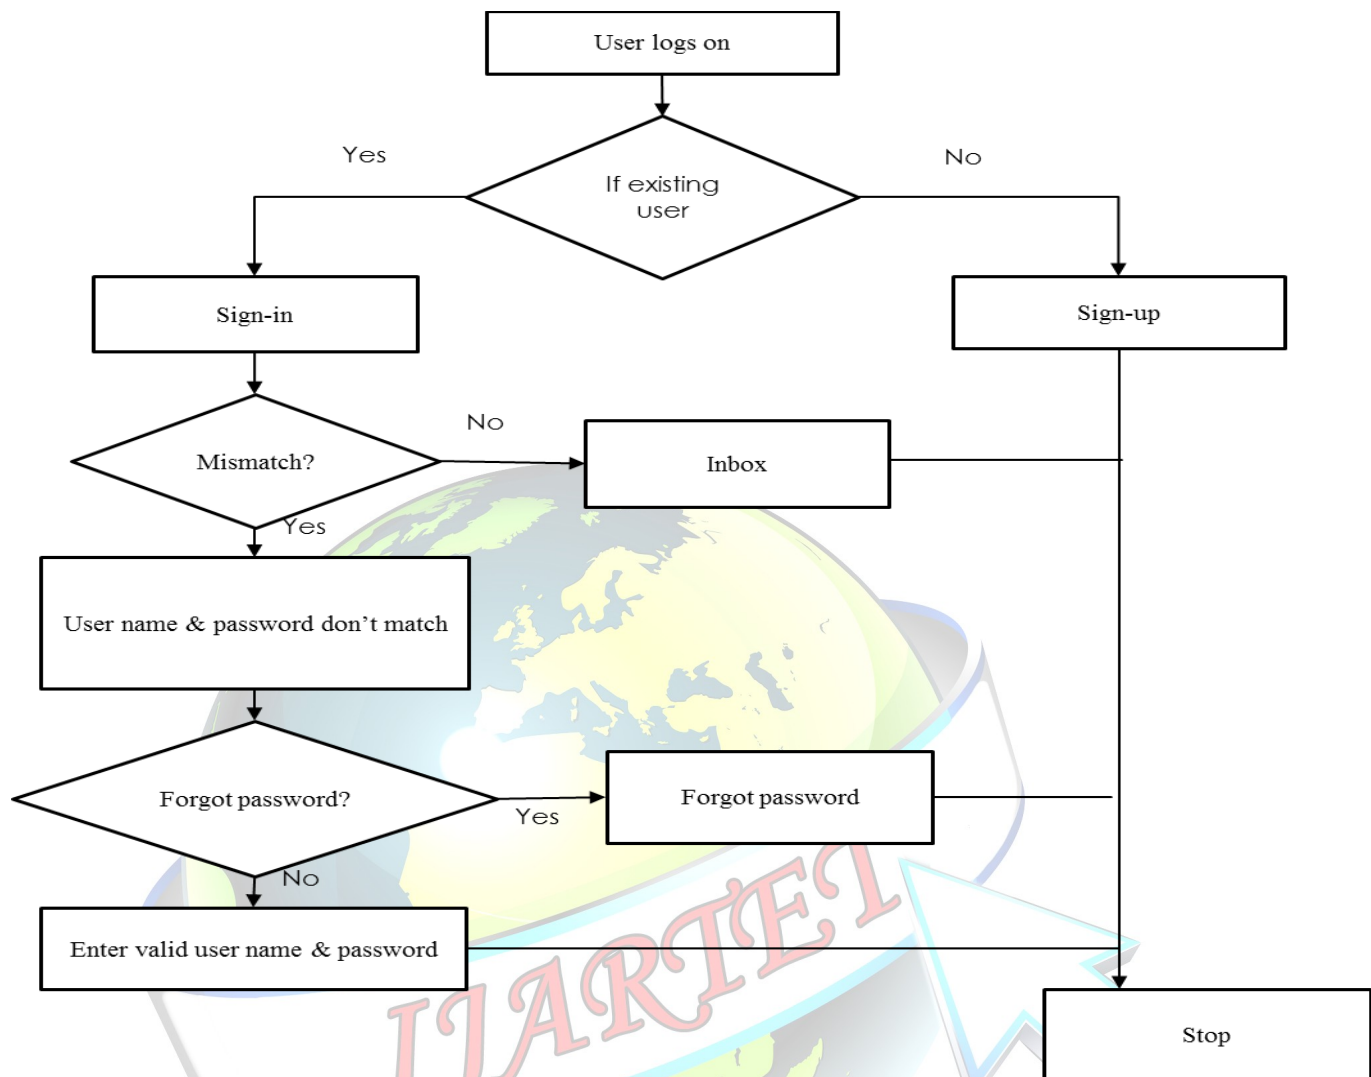 User logs on
Yes
No
If existing
user
Sign-in
Sign-up
No
Mismatch?
Inbox
Yes
User name & password don’t match
Forgot password?
Forgot password
Yes
No
Enter valid user name & password
IJARTET
Stop